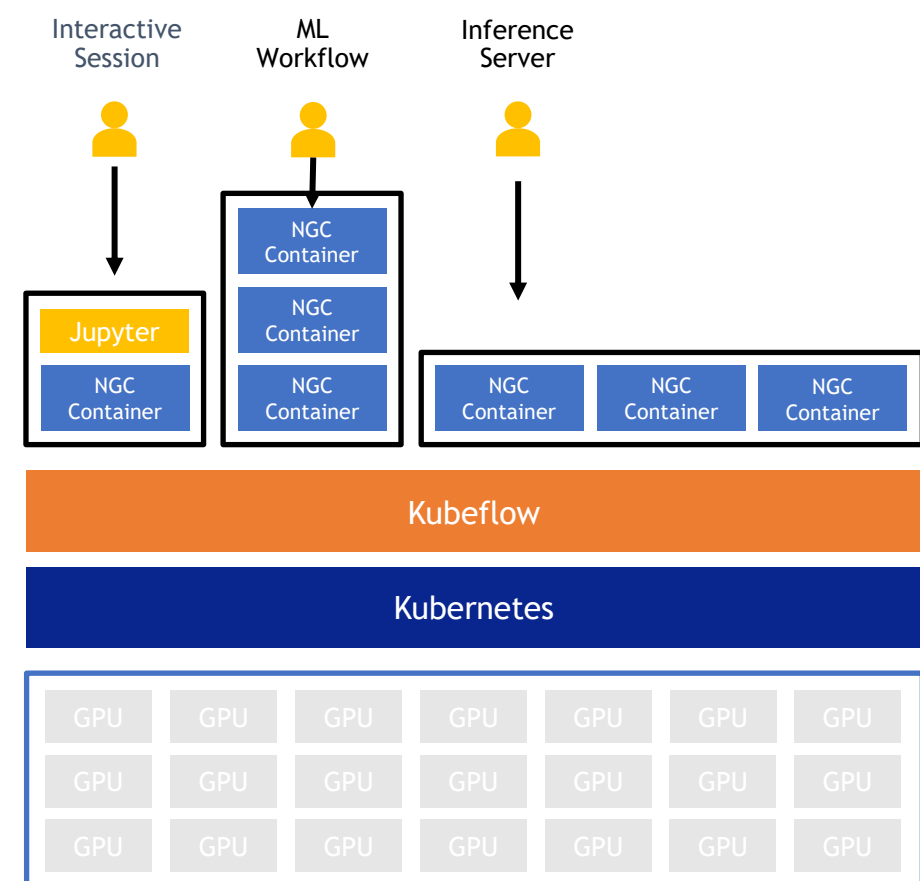 Interactive
Session
ML
Workflow
Inference
Server
NGC
Container
NGC
Container
Jupyter
NGC
Container
NGC
Container
NGC
Container
NGC
Container
NGC
Container
Kubeflow
Kubernetes
GPU GPU GPU GPU GPU GPU GPU
GPU GPU GPU GPU GPU GPU GPU
GPU GPU GPU GPU GPU GPU GPU